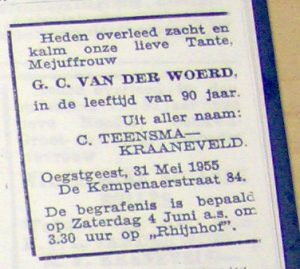 Heden overleed zacht en
kalm onze lieve Tante,
Mejuffrouw
G. C. VAN DER WOERD,
in de leeftijd van 90 jaar.
Uit aller naam:
C. TEENSMA—
KRAANEVELD.
Oegstgeest, 31 Mei 1955
De Kempenaerstraat 84.
De begrafenis is bepaald
op Zaterdag 4 Juni a.s. om
3.30 uur op „Rhijnhof”.